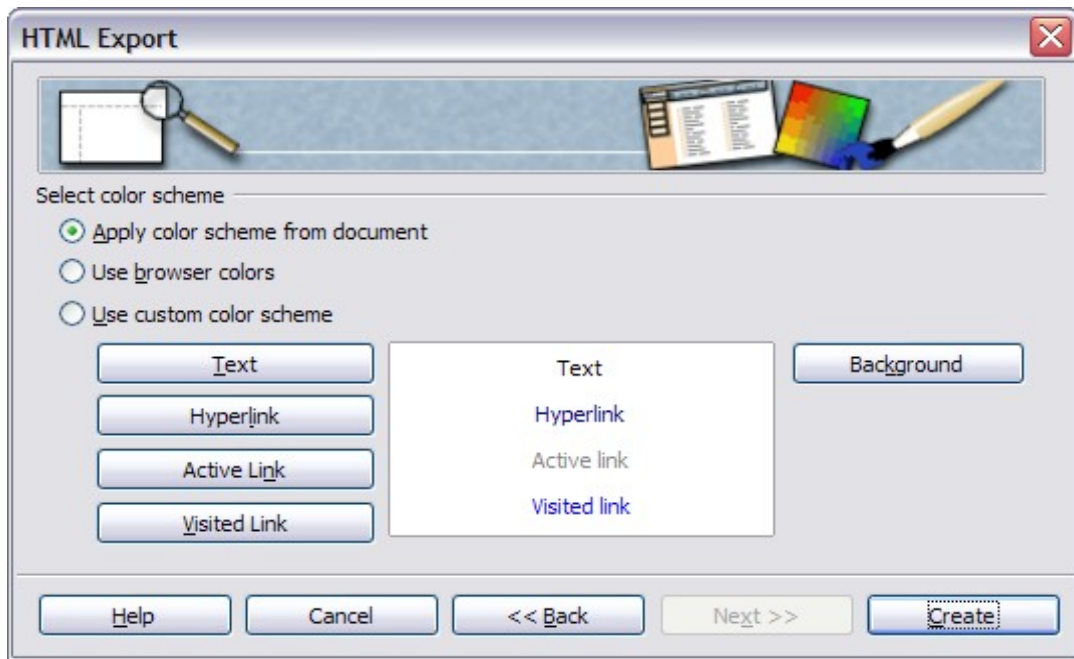 HTML Export
Select color scheme
Apply color scheme from document
Use browser colors
Use custom color scheme
Text Text Background
Hyperlink Hyperlink
Active Link Active link
Visited Link Visited link
Help Cancel << Back Next >> Create